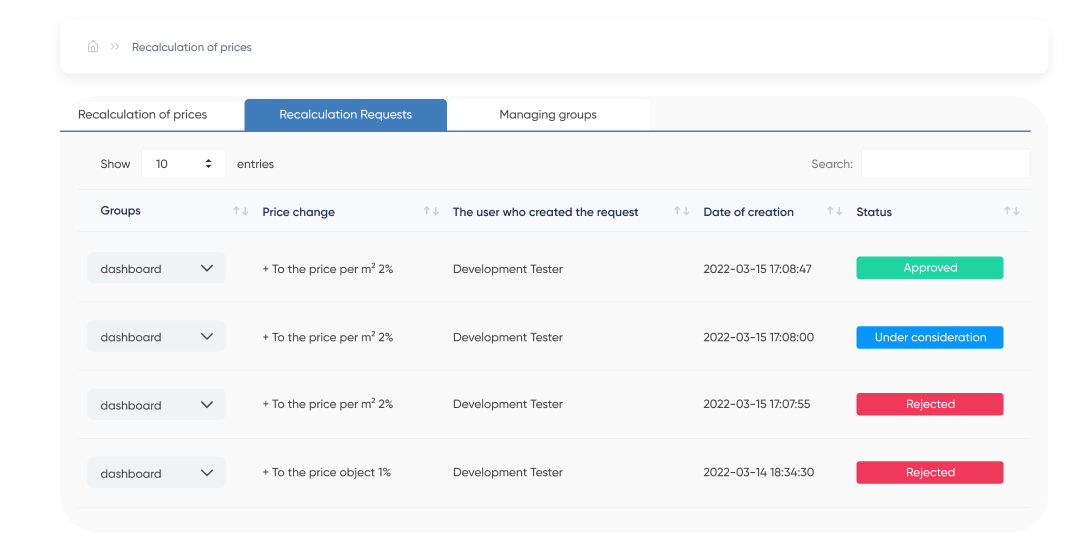 Recalculation of prices
Recalculation of prices Recalculation Requests Managing groups
Show 10 entries Search:
Groups Price change The user who created the request Date of creation Status
dashboard + To the price per m² 2% Development Tester 2022-03-15 17:08:47 Approved
dashboard + To the price per m² 2% Development Tester 2022-03-15 17:08:00 Under consideration
dashboard + To the price per m² 2% Development Tester 2022-03-15 17:07:55 Rejected
dashboard + To the price object 1% Development Tester 2022-03-14 18:34:30 Rejected